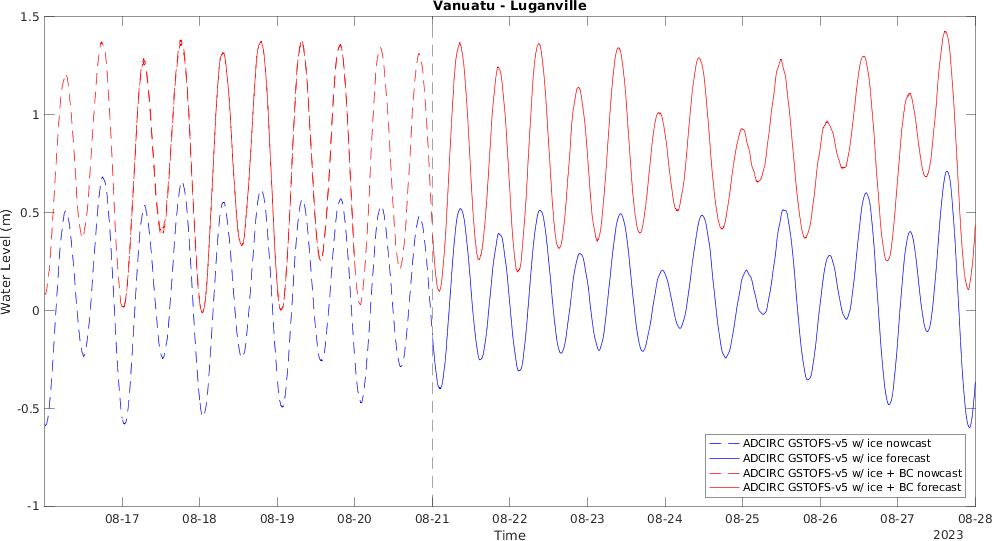 Vanuatu - Luganville
Water Level (m)
1.5
1
0.5
0
-0.5
-1
08-17 08-18 08-19 08-20 08-21 08-22 08-23 08-24 08-25 08-26 08-27 08-28
Time
2023
ADCIRC GSTOFS-v5 w/ ice nowcast
ADCIRC GSTOFS-v5 w/ ice forecast
ADCIRC GSTOFS-v5 w/ ice + BC nowcast
ADCIRC GSTOFS-v5 w/ ice + BC forecast